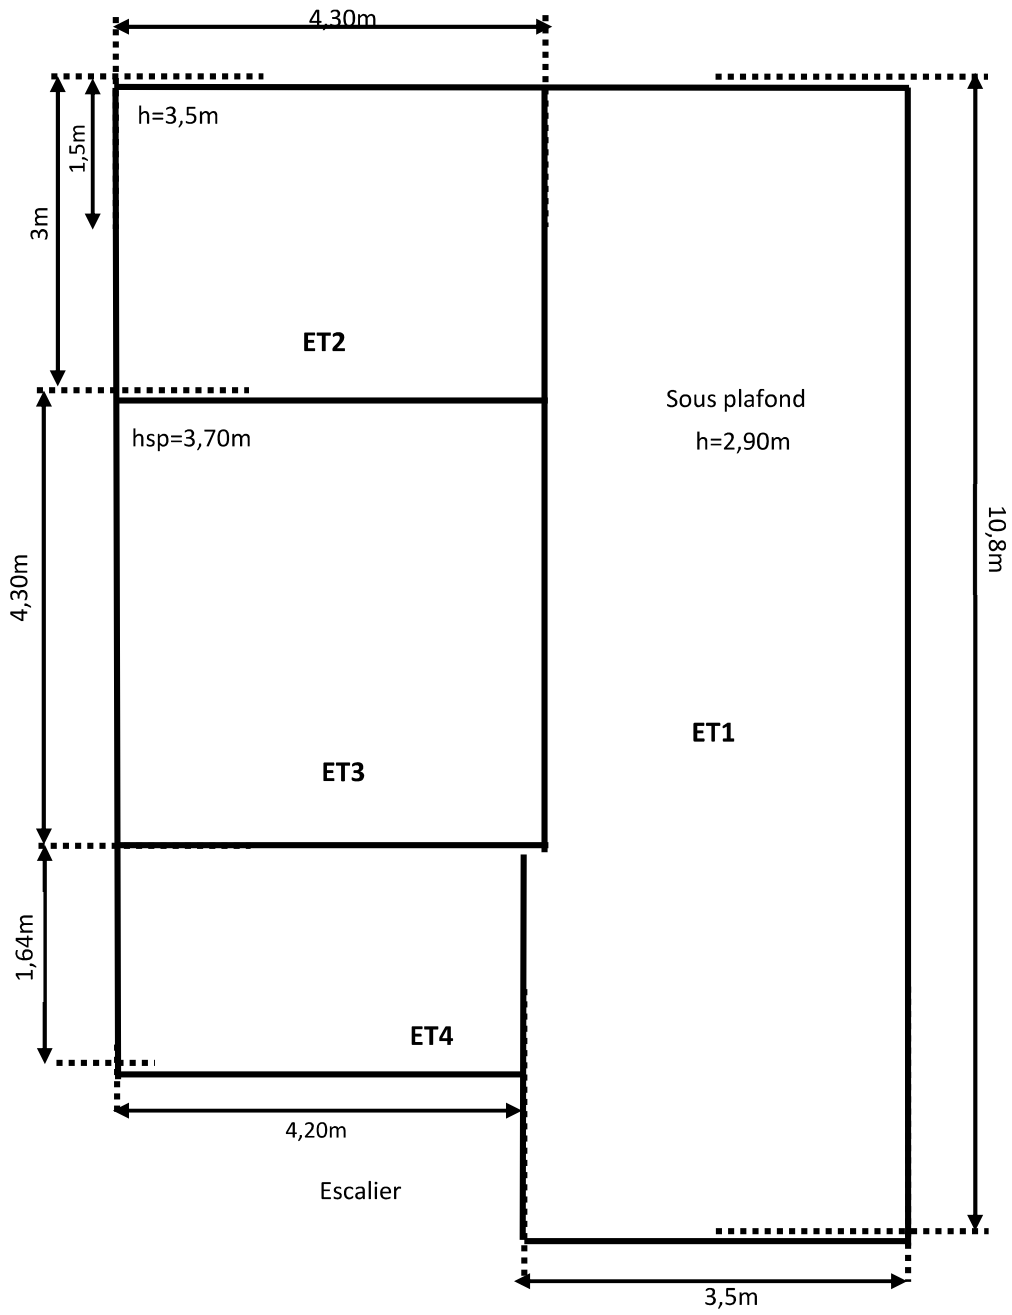 4,30m
h=3,5m
1,5m
3m
ET2
Sous plafond
h=2,90m
hsp=3,70m
10,8m
4,30m
ET1
ET3
1,64m
ET4
4,20m
Escalier
3,5m